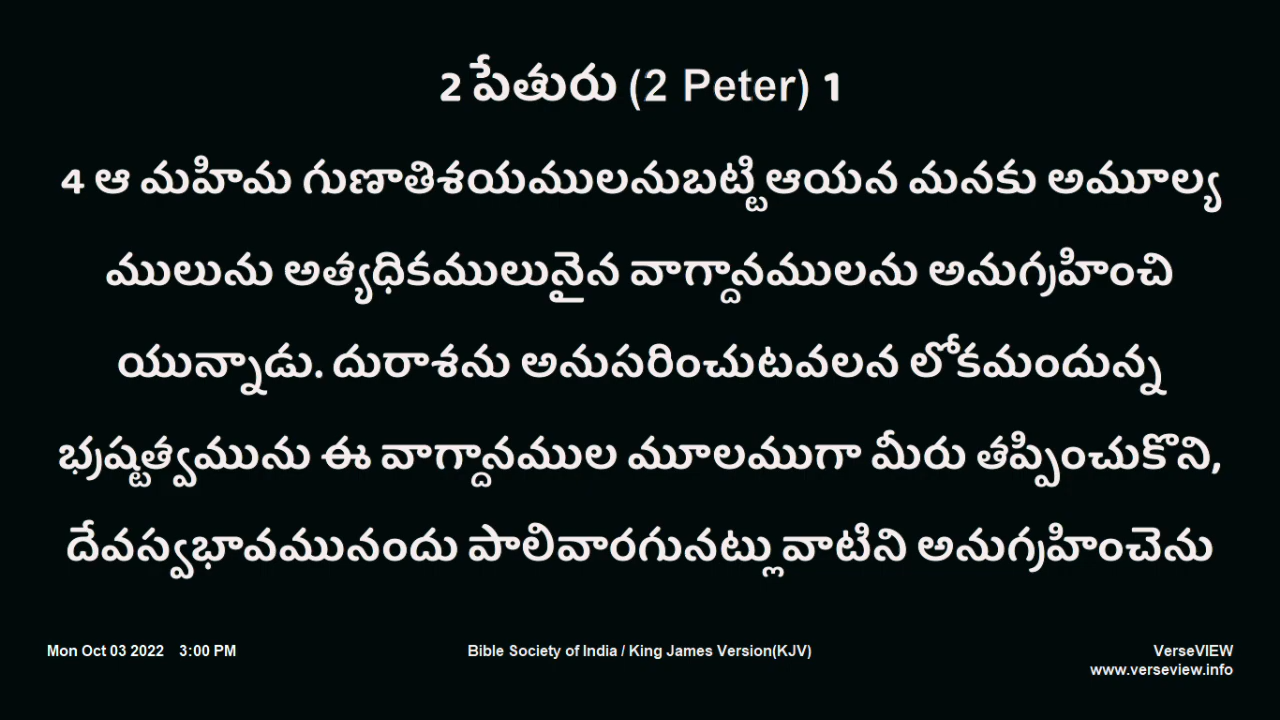 2 పేతురు (2 Peter) 1
4 ఆ మహిమ గుణాతిశయములనుబట్టిఆయన మనకు అమూల్య
ములును అత్యధికములునైన వాగ్దానములను అనుగ్రహించి
యున్నాడు. దురాశను అనుసరించుటవలన లోకమందున్న
భ్రష్టత్వమును ఈ వాగ్దానముల మూలముగా మీరు తప్పించుకొని,
దేవస్వభావమునందు పాలివారగునట్లువాటిని అనుగ్రహించెను
Mon Oct 03 2022 3:00 PM
Bible Society of India / King James Version(KJV)
VerseVIEW
www.verseview.info